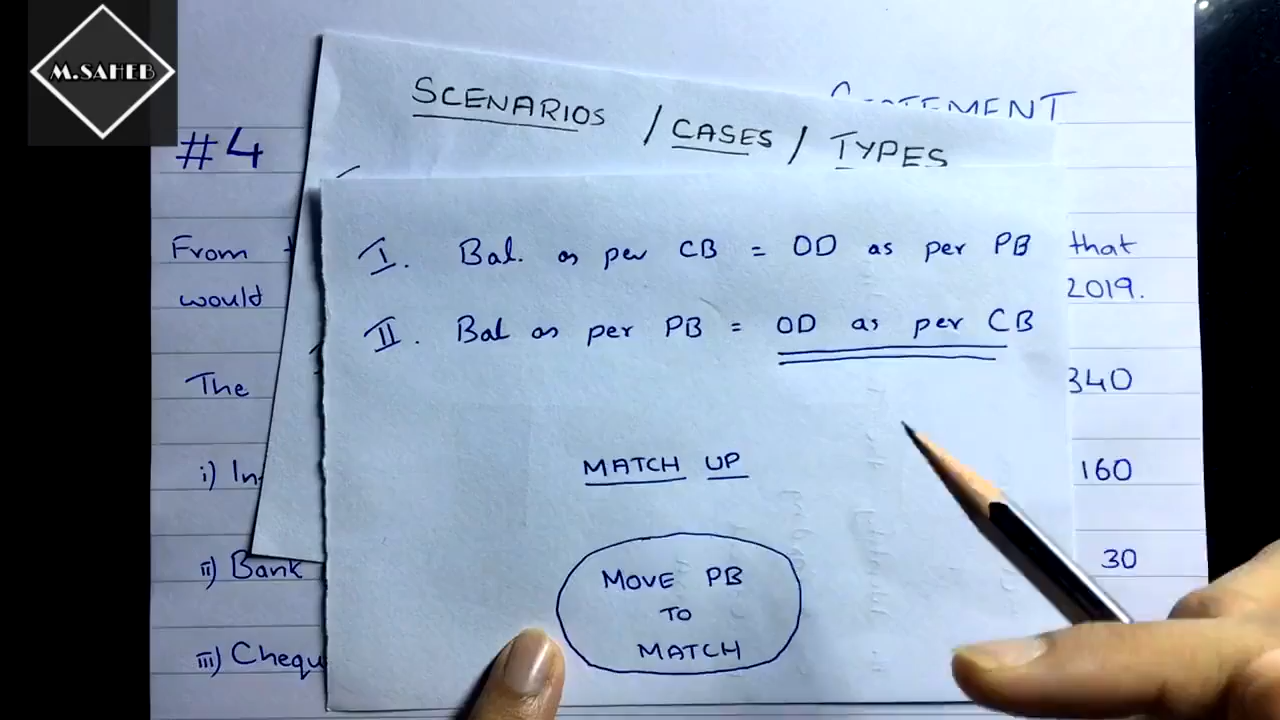 M.SAHEB
SCENARIOS / CASES / TYPES
#4
I. Bal. as per CB = OD as per PB
II. Bal as per PB = OD as per CB
MATCH UP
MOVE PB
TO
MATCH
From
would
The
i) In
ii) Bank
iii) Chequ
that
2019.
340
160
30